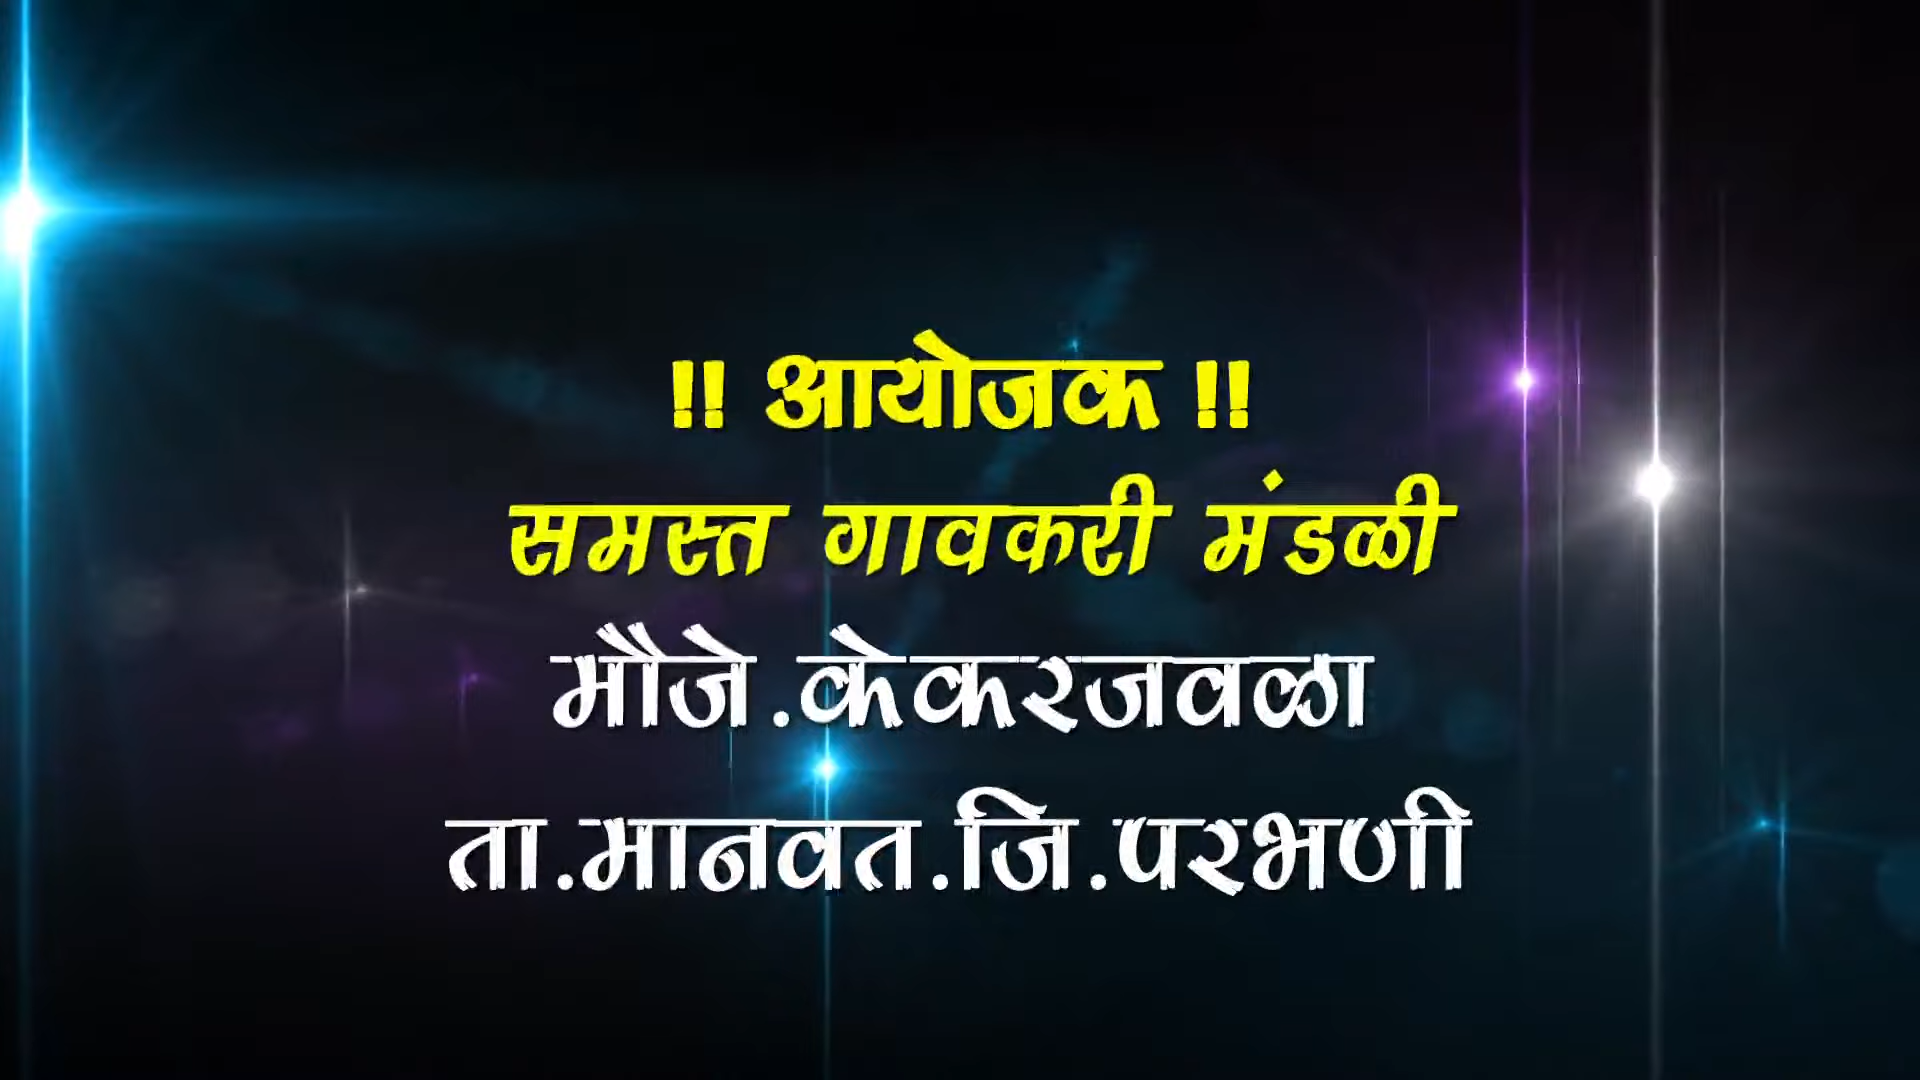 !! आयोजक !!
समस्त गावकरी मंडळी
मौजे.केकरजवळा
ता.मानवत.जि.परभणी